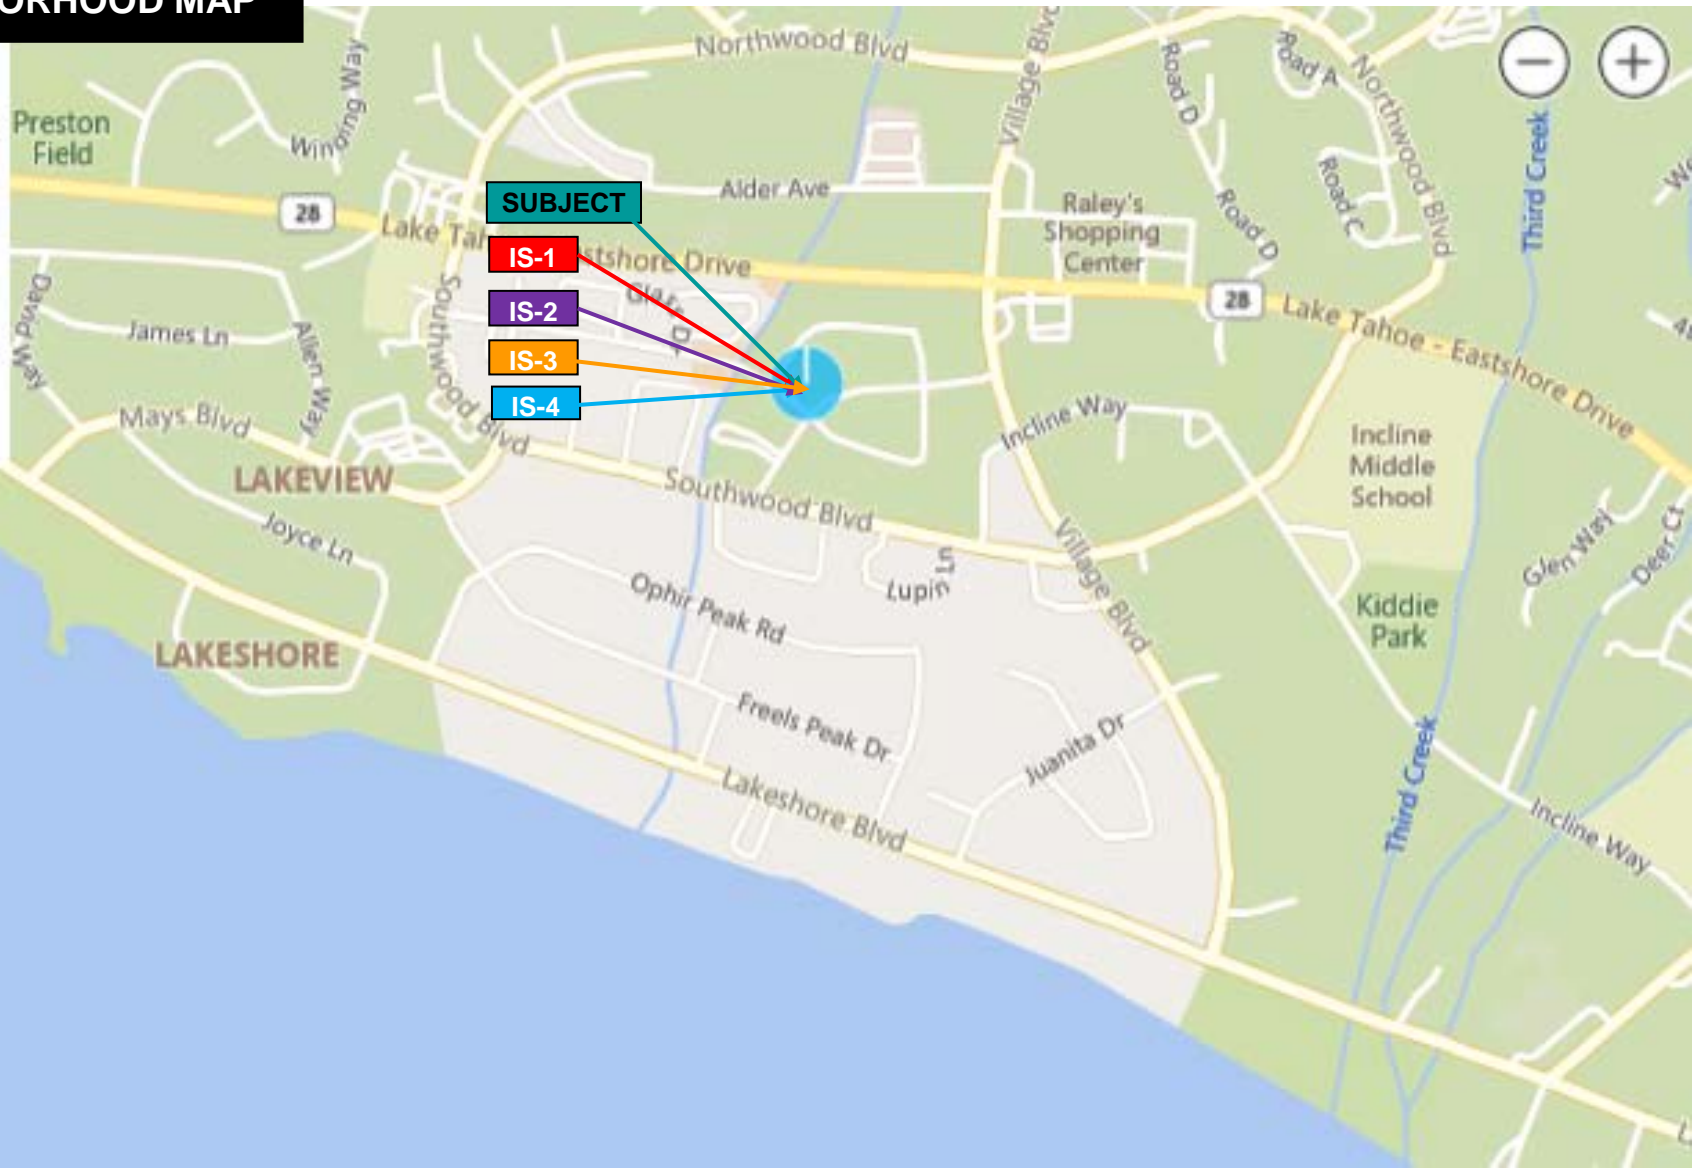 ORHOOD MAP
Northwood Blvd
Village Blvd
Road D
Road A
Northwood Blvd
Third Creek
Preston
Field
Winding Way
28
Alder Ave
Raley's
Shopping
Center
Road D
Road C
SUBJECT
IS-1
IS-2
IS-3
IS-4
Lake Tah
stshore Drive
28
Lake Tahoe - Eastshore Drive
David Way
James Ln
Allen Way
Southwood Blvd
Mays Blvd
Incline Way
Incline
Middle
School
LAKEVIEW
Southwood Blvd
Joyce Ln
Village Blvd
Lupin Ln
Glen Way
Deer Ct
Ophir Peak Rd
Kiddie
Park
LAKESHORE
Freels Peak Dr
Juanita Dr
Third Creek
Lakeshore Blvd
Incline Way